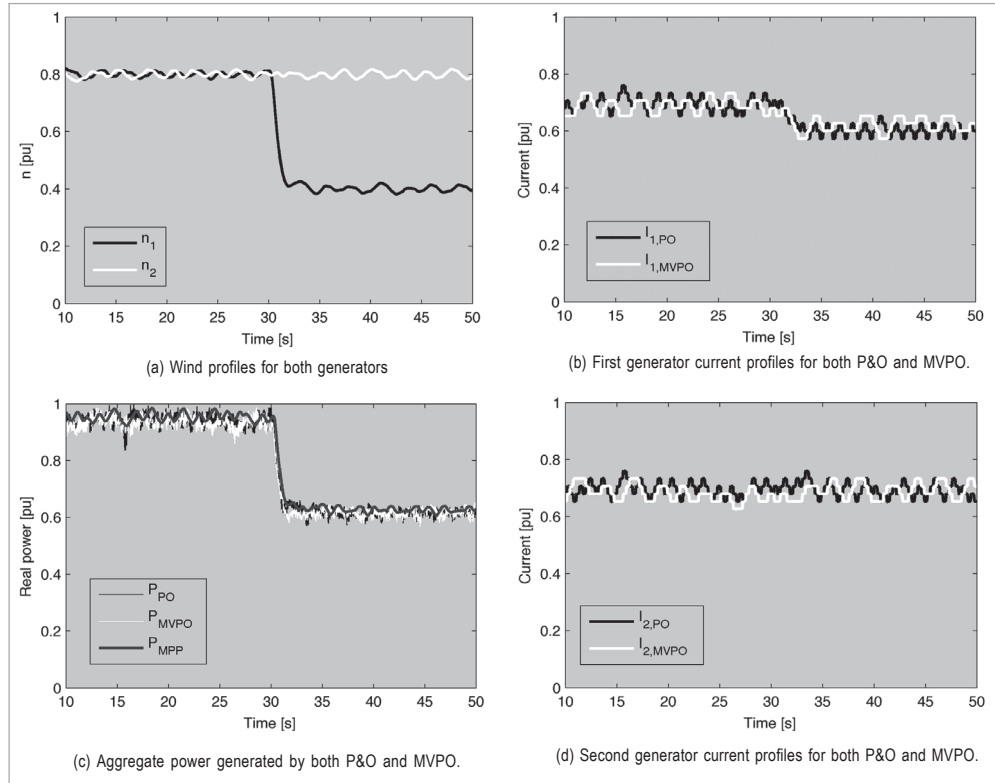 1
0.8
0.6
0.4
0.2
0
n [pu]
n1
n2
10 15 20 25 30 35 40 45 50
Time [s]
(a) Wind profiles for both generators
1
0.8
0.6
0.4
0.2
0
Current [pu]
I1,PO
I1,MVPO
10 15 20 25 30 35 40 45 50
Time [s]
(b) First generator current profiles for both P&O and MVPO.
1
0.8
0.6
0.4
0.2
0
Real power [pu]
PPO
PMVPO
PMPP
10 15 20 25 30 35 40 45 50
Time [s]
(c) Aggregate power generated by both P&O and MVPO.
1
0.8
0.6
0.4
0.2
0
Current [pu]
I2,PO
I2,MVPO
10 15 20 25 30 35 40 45 50
Time [s]
(d) Second generator current profiles for both P&O and MVPO.